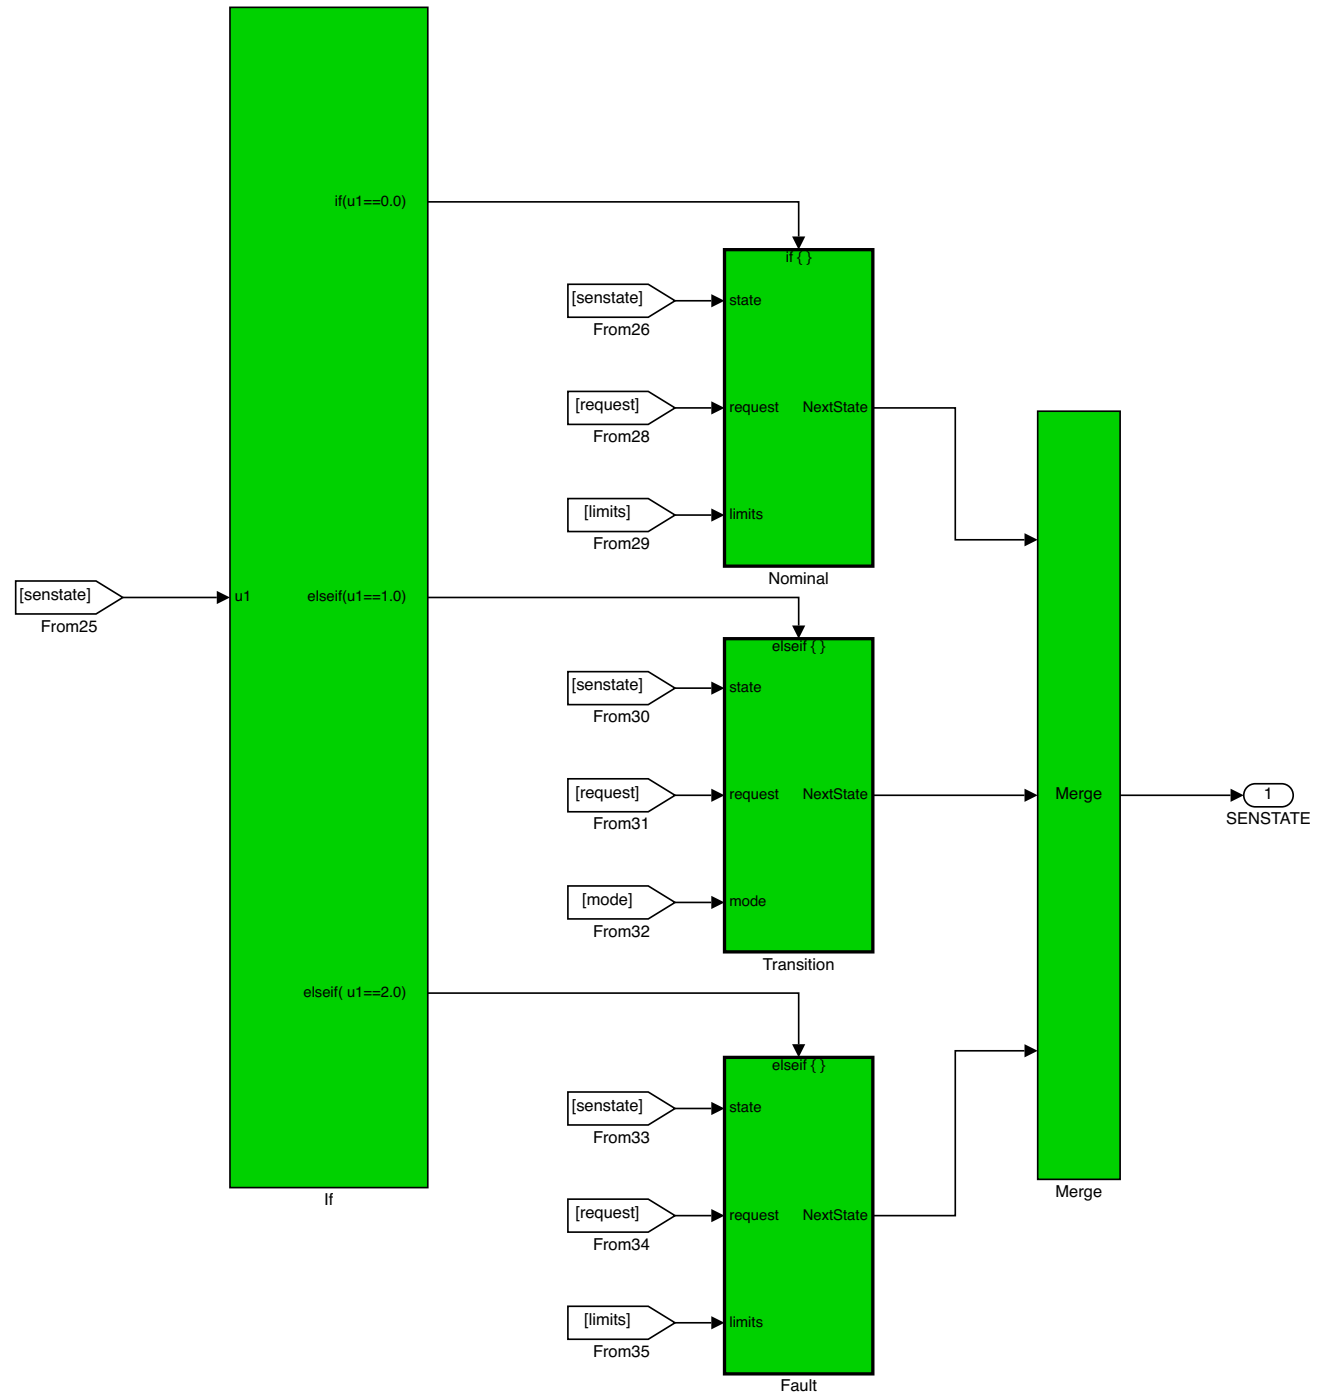 if(u1==0.0)
if { }
[senstate]
state
From26
[request]
request
NextState
From28
[limits]
limits
From29
Nominal
[senstate]
u1
elseif(u1==1.0)
From25
elseif { }
[senstate]
state
From30
[request]
request
NextState
Merge
1
From31
SENSTATE
[mode]
mode
From32
Transition
elseif( u1==2.0)
elseif { }
[senstate]
state
From33
Merge
If
[request]
request
NextState
From34
[limits]
limits
From35
Fault